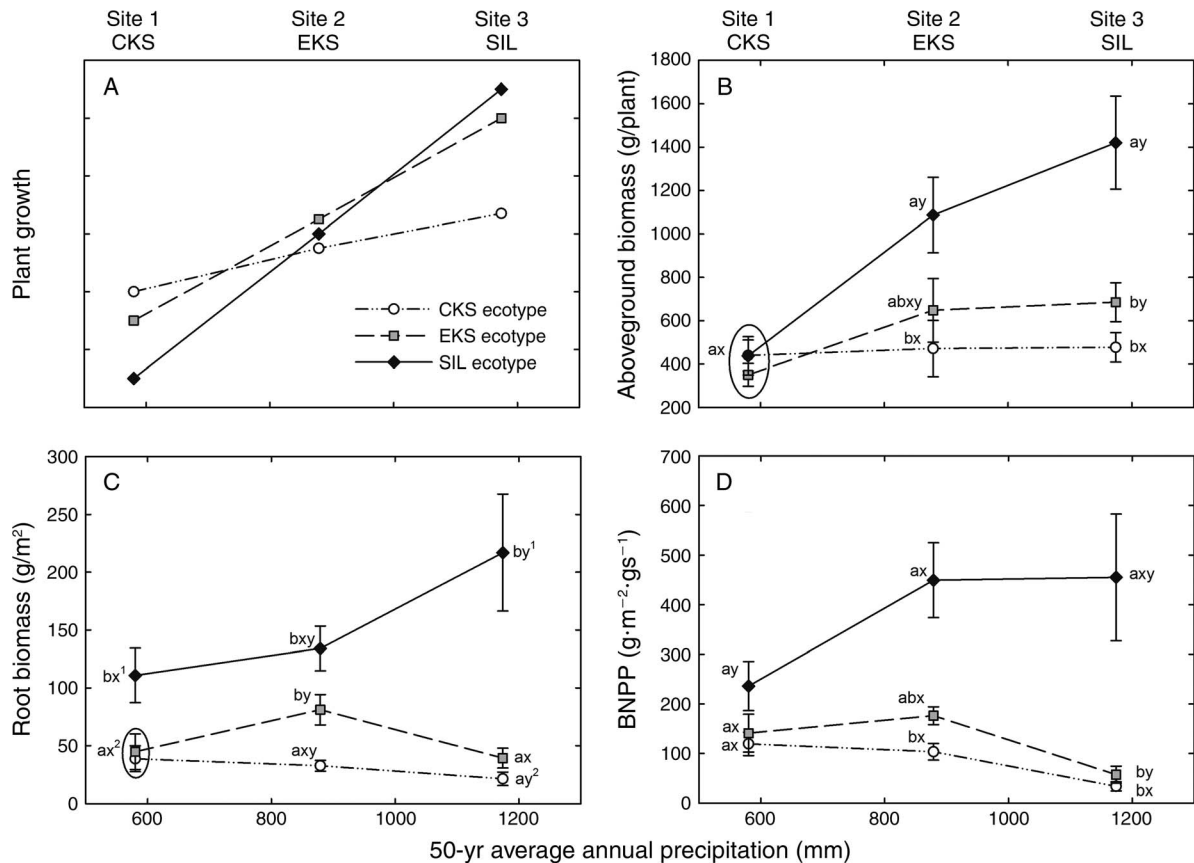 Site 1 Site 2 Site 3
CKS EKS SIL
A
Plant growth
CKS ecotype
EKS ecotype
SIL ecotype
Site 1 Site 2 Site 3
CKS EKS SIL
B
Aboveground biomass (g/plant)
1800
1600
1400
1200
1000
800
600
400
200
600 800 1000 1200
ax
ay
abxy
bx
ay
by
bx
C
Root biomass (g/m²)
300
250
200
150
100
50
0
600 800 1000 1200
bx¹
ax²
bxy
by
axy
by¹
ax
ay²
D
BNPP (g·m⁻²·gs⁻¹)
700
600
500
400
300
200
100
0
600 800 1000 1200
ay
ax
ax
ax
abx
bx
axy
by
bx
50-yr average annual precipitation (mm)